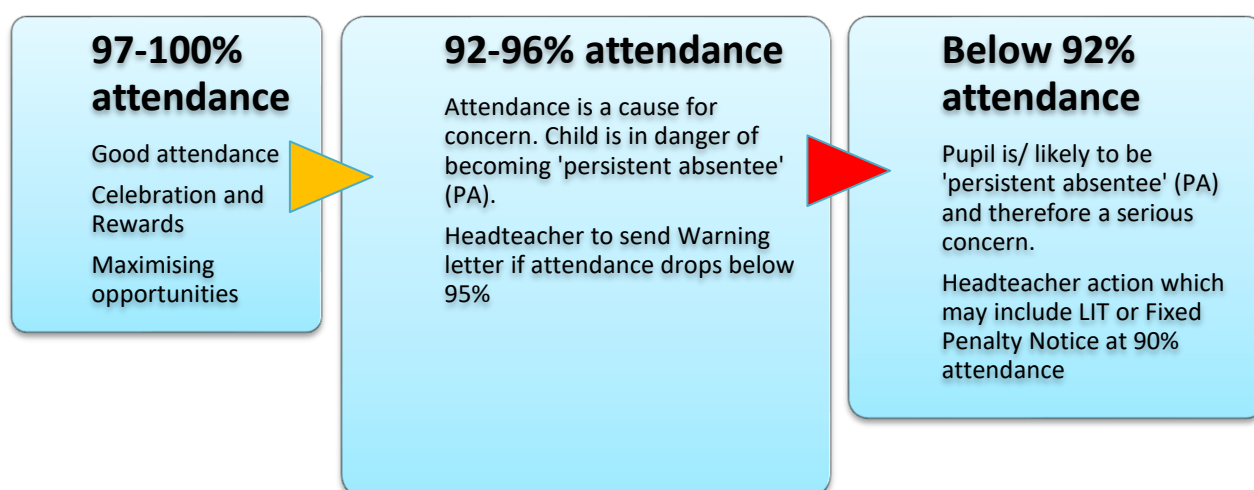 97-100%
attendance
Good attendance
Celebration and
Rewards
Maximising
opportunities
92-96% attendance
Attendance is a cause for
concern. Child is in danger of
becoming 'persistent absentee'
(PA).
Headteacher to send Warning
letter if attendance drops below
95%
Below 92%
attendance
Pupil is/ likely to be
'persistent absentee' (PA)
and therefore a serious
concern.
Headteacher action which
may include LIT or Fixed
Penalty Notice at 90%
attendance